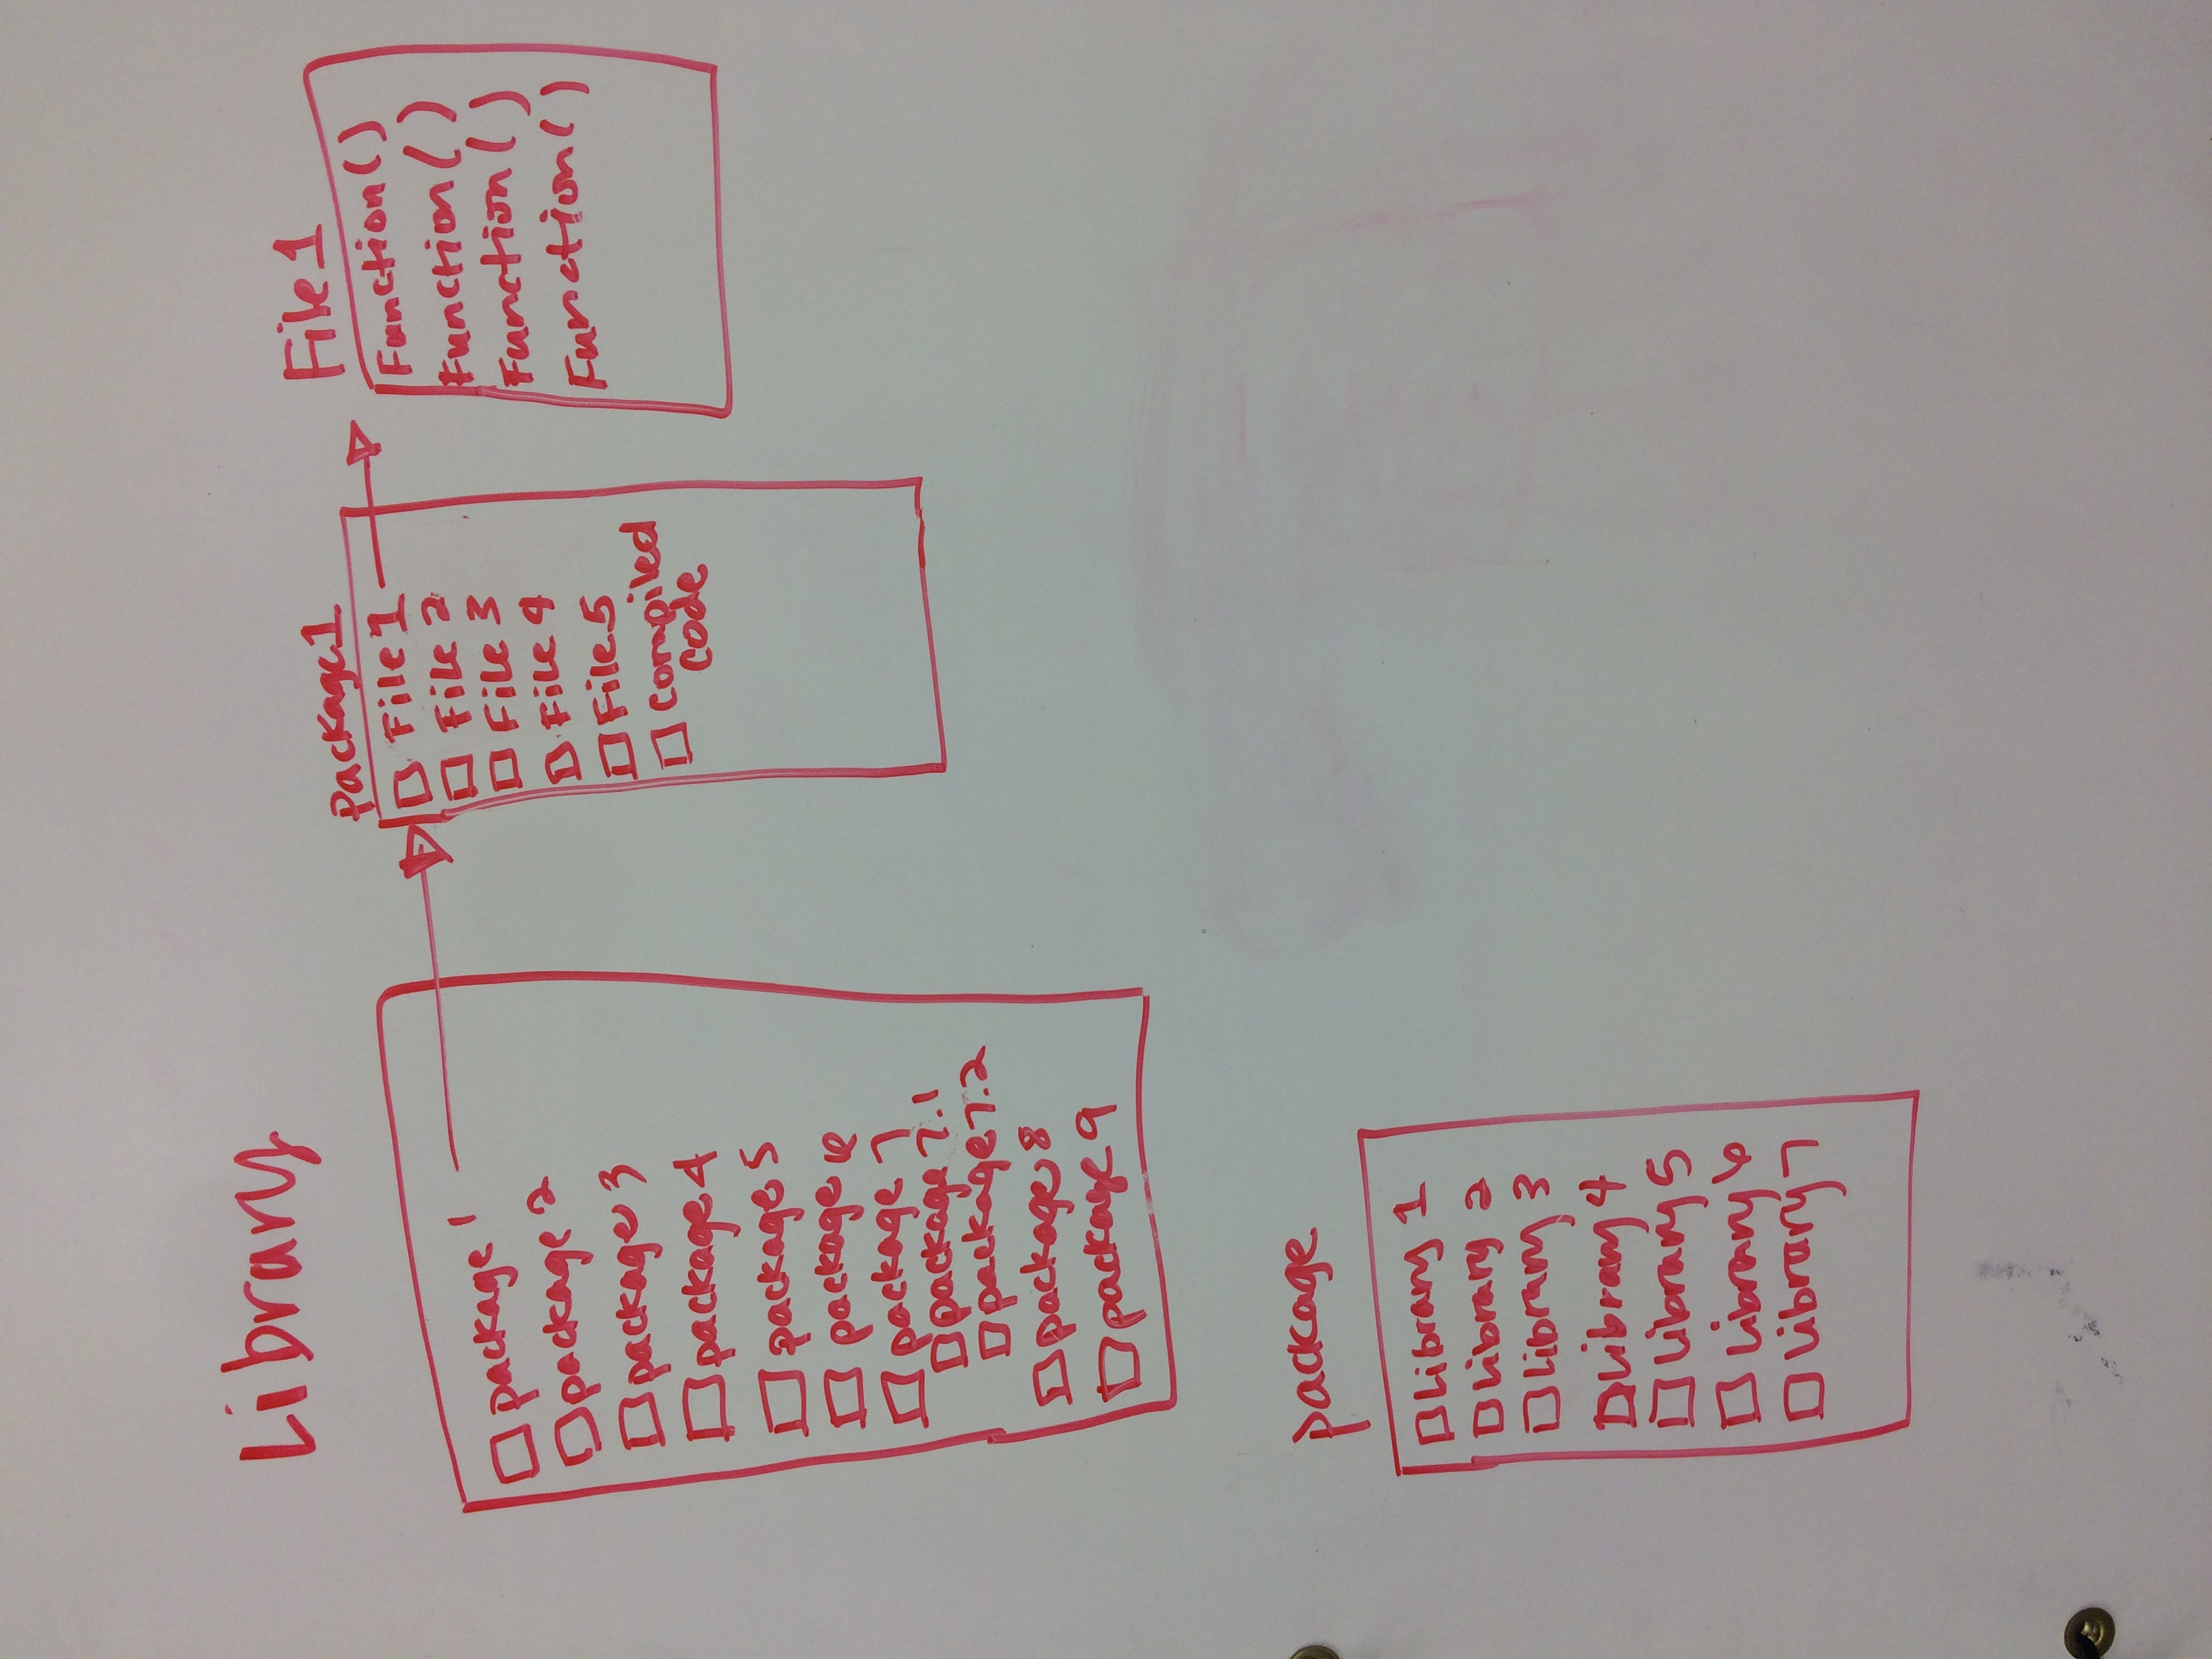 Library
package 1
package 2
package 3
package 4
package 5
package 6
package 7
package 7.1
package 7.2
package 8
package 9
package1
File 1
File 2
File 3
File 4
File 5
compiled
code
File 1
Function()
Function()
Function()
Function()
package
Library 1
Library 2
Library 3
Library 4
Library 5
Library 6
Library 7